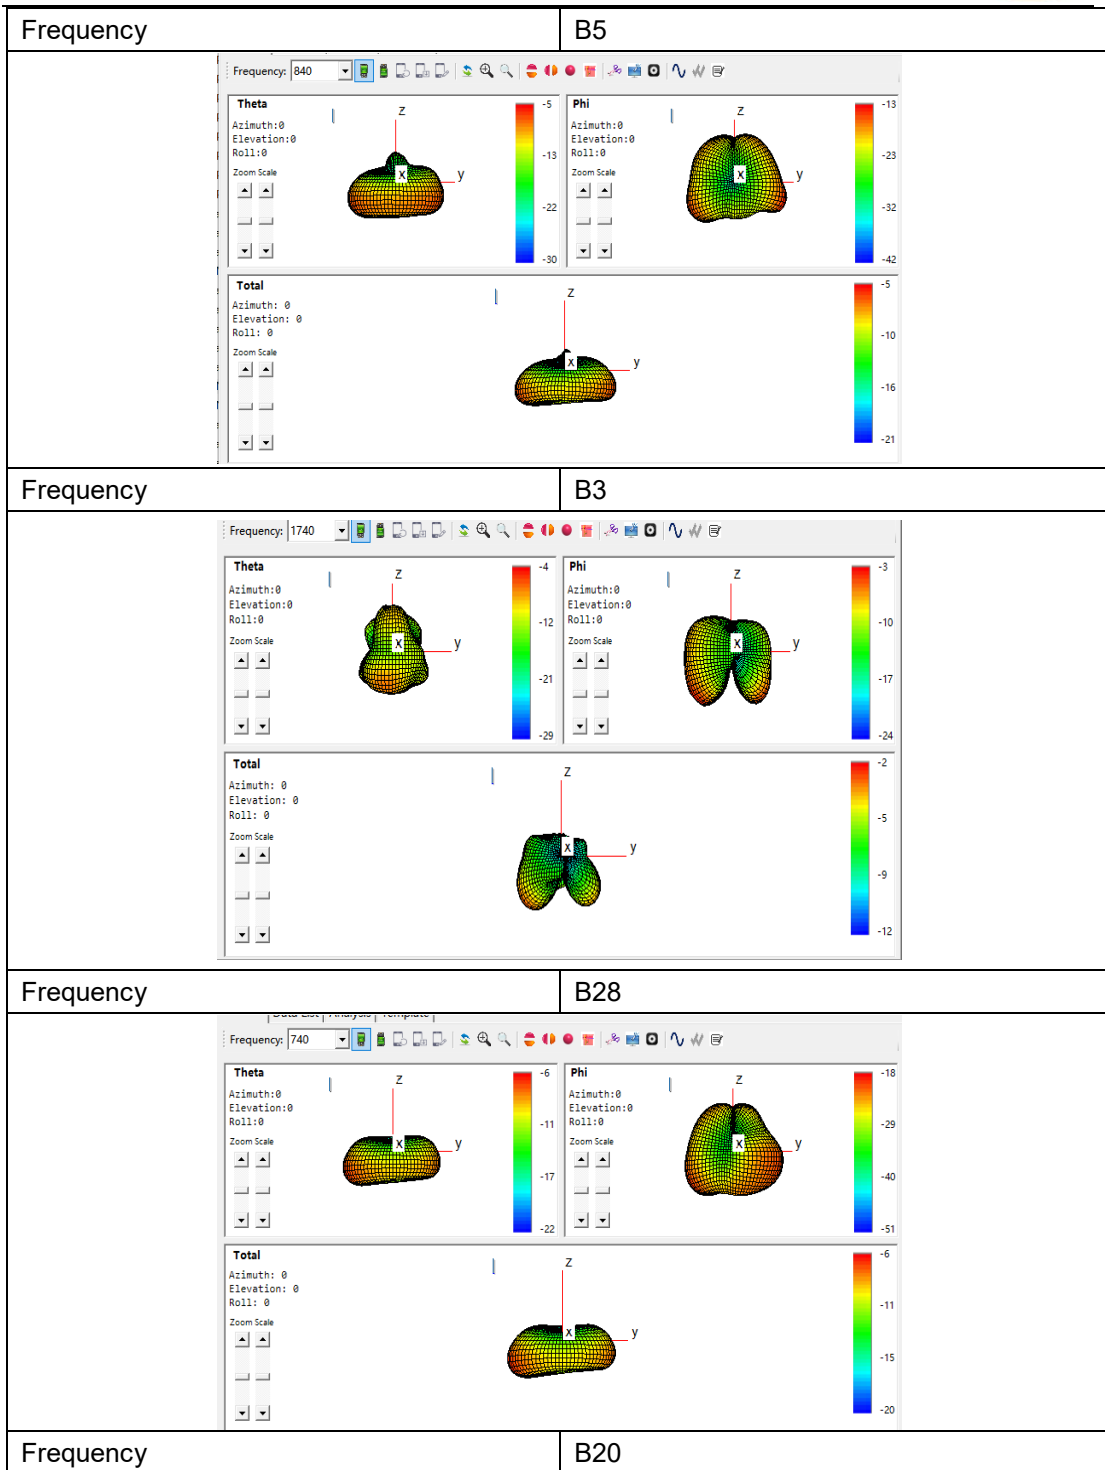 Frequency B5
Frequency: 840
Theta
Azimuth:0
Elevation:0
Roll:0
Zoom Scale
z
y
x
-5
-13
-22
-30
Phi
Azimuth:0
Elevation:0
Roll:0
Zoom Scale
z
y
x
-13
-23
-32
-42
Total
Azimuth: 0
Elevation: 0
Roll: 0
Zoom Scale
z
y
x
-5
-10
-16
-21
Frequency B3
Frequency: 1740
Theta
Azimuth:0
Elevation:0
Roll:0
Zoom Scale
z
y
x
-4
-12
-21
-29
Phi
Azimuth:0
Elevation:0
Roll:0
Zoom Scale
z
y
x
-3
-10
-17
-24
Total
Azimuth: 0
Elevation: 0
Roll: 0
Zoom Scale
z
y
x
-2
-5
-9
-12
Frequency B28
Data List Analysis Template
Frequency: 740
Theta
Azimuth:0
Elevation:0
Roll:0
Zoom Scale
z
y
x
-6
-11
-17
-22
Phi
Azimuth:0
Elevation:0
Roll:0
Zoom Scale
z
y
x
-18
-29
-40
-51
Total
Azimuth: 0
Elevation: 0
Roll: 0
Zoom Scale
z
y
x
-6
-11
-15
-20
Frequency B20